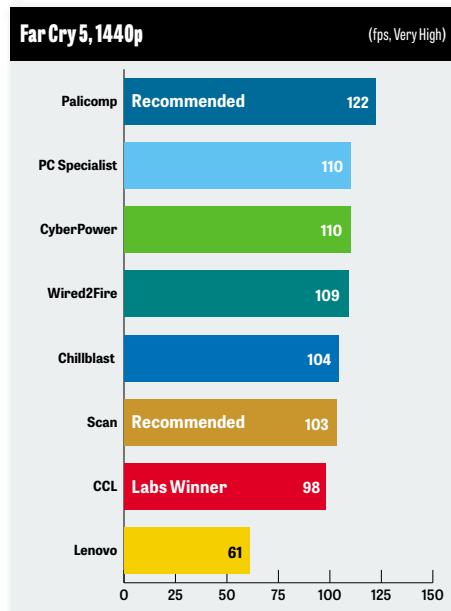 Far Cry 5, 1440p (fps, Very High)
Palicomp Recommended 122
PC Specialist 110
CyberPower 110
Wired2Fire 109
Chillblast 104
Scan Recommended 103
CCL Labs Winner 98
Lenovo 61
0 25 50 75 100 125 150